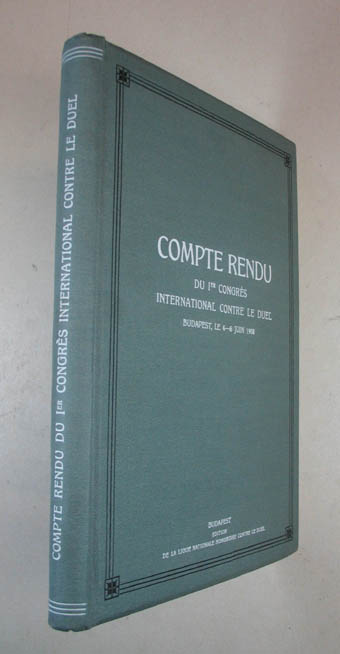 COMPTE RENDU DU IER CONGRÈS INTERNATIONAL CONTRE LE DUEL
COMPTE RENDU
DU IER CONGRÈS
INTERNATIONAL CONTRE LE DUEL
BUDAPEST, LE 4—6 JUIN 1908
BUDAPEST
EDITION
DE LA LIGUE NATIONALE HONGROISE CONTRE LE DUEL